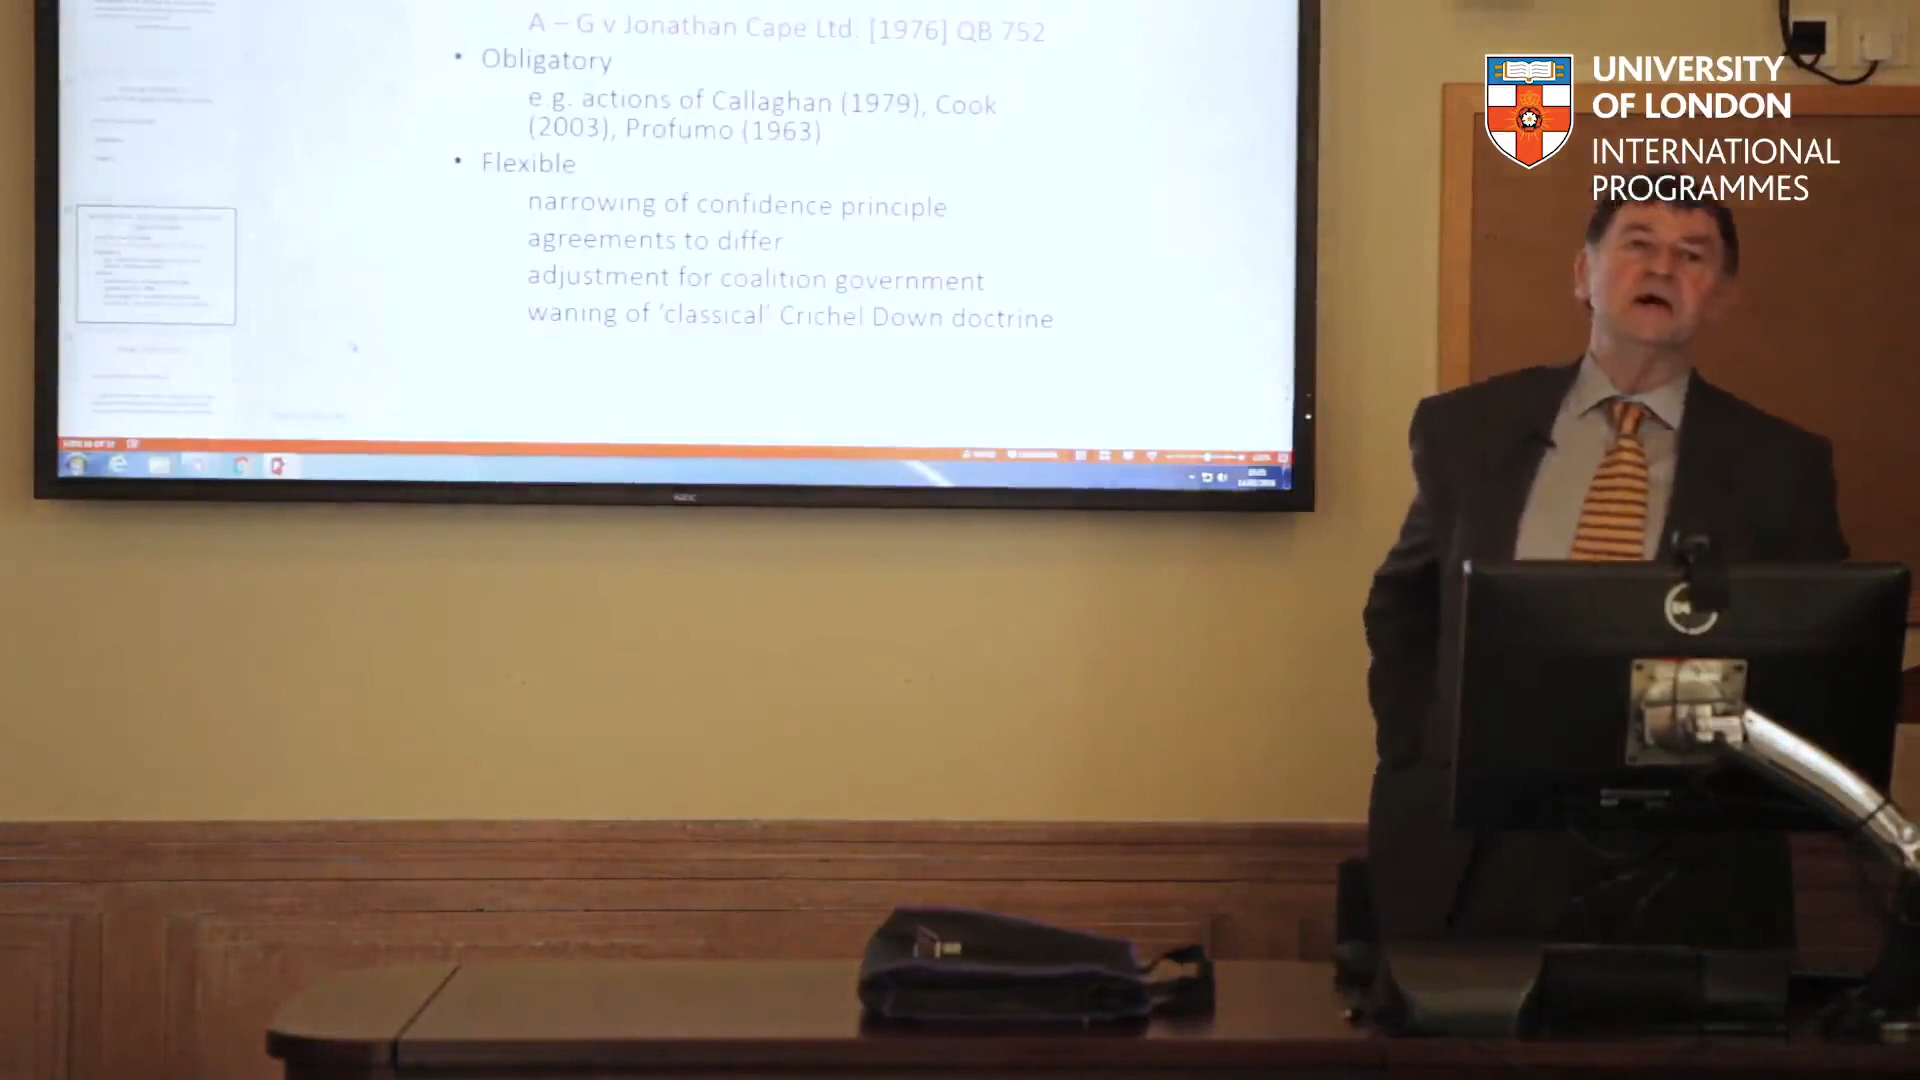 A – G v Jonathan Cape Ltd. [1976] QB 752
• Obligatory
e.g. actions of Callaghan (1979), Cook
(2003), Profumo (1963)
• Flexible
narrowing of confidence principle
agreements to differ
adjustment for coalition government
waning of ‘classical’ Crichel Down doctrine
NEC
UNIVERSITY
OF LONDON
INTERNATIONAL
PROGRAMMES